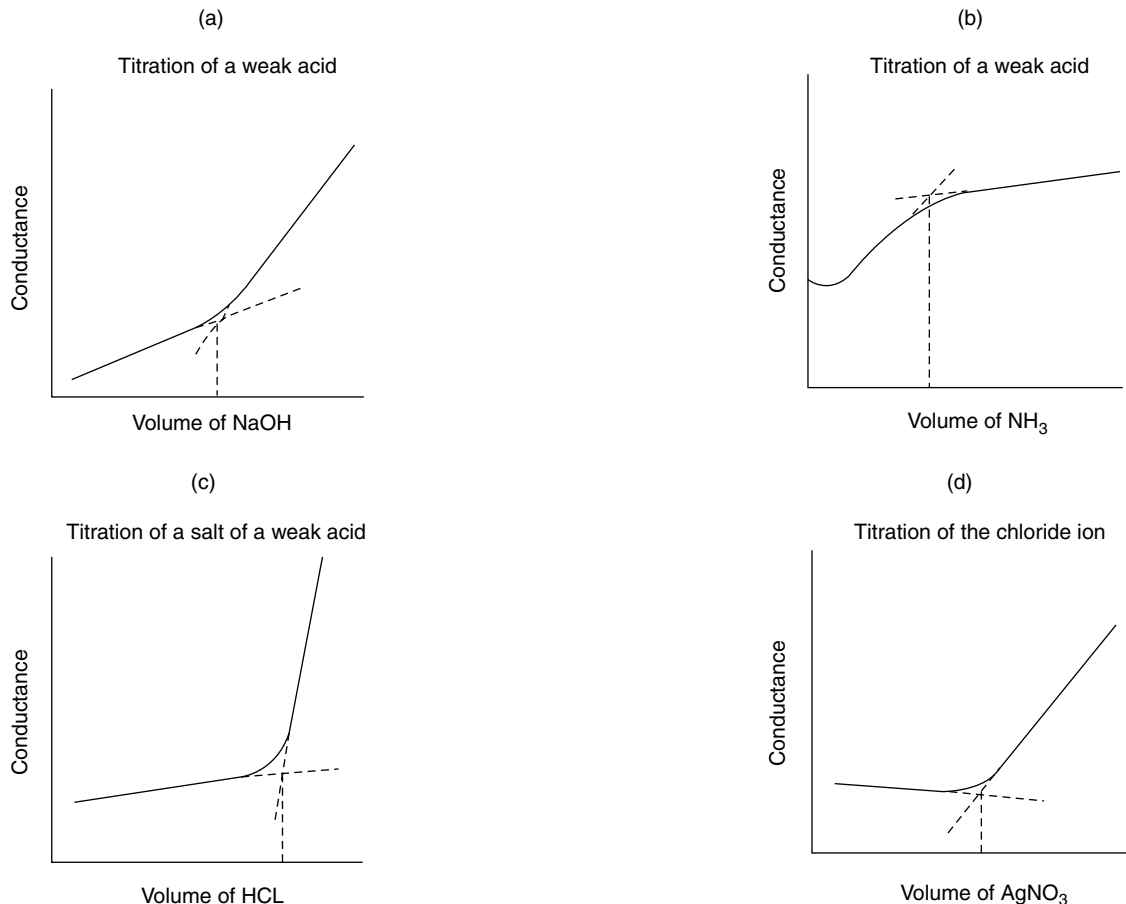 (a)
Titration of a weak acid
Conductance
Volume of NaOH
(b)
Titration of a weak acid
Conductance
Volume of NH₃
(c)
Titration of a salt of a weak acid
Conductance
Volume of HCL
(d)
Titration of the chloride ion
Conductance
Volume of AgNO₃